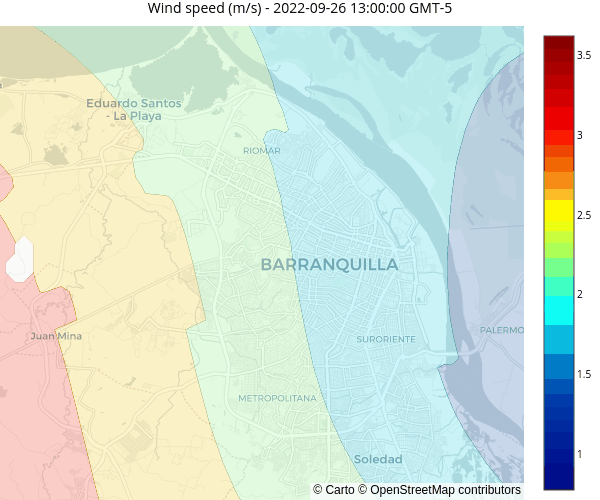 Wind speed (m/s) - 2022-09-26 13:00:00 GMT-5
3.5
Eduardo Santos
- La Playa
3
RIOMAR
2.5
BARRANQUILLA
2
Juan Mina
PALERMO
SURORIENTE
1.5
METROPOLITANA
Soledad
1
© Carto © OpenStreetMap contributors